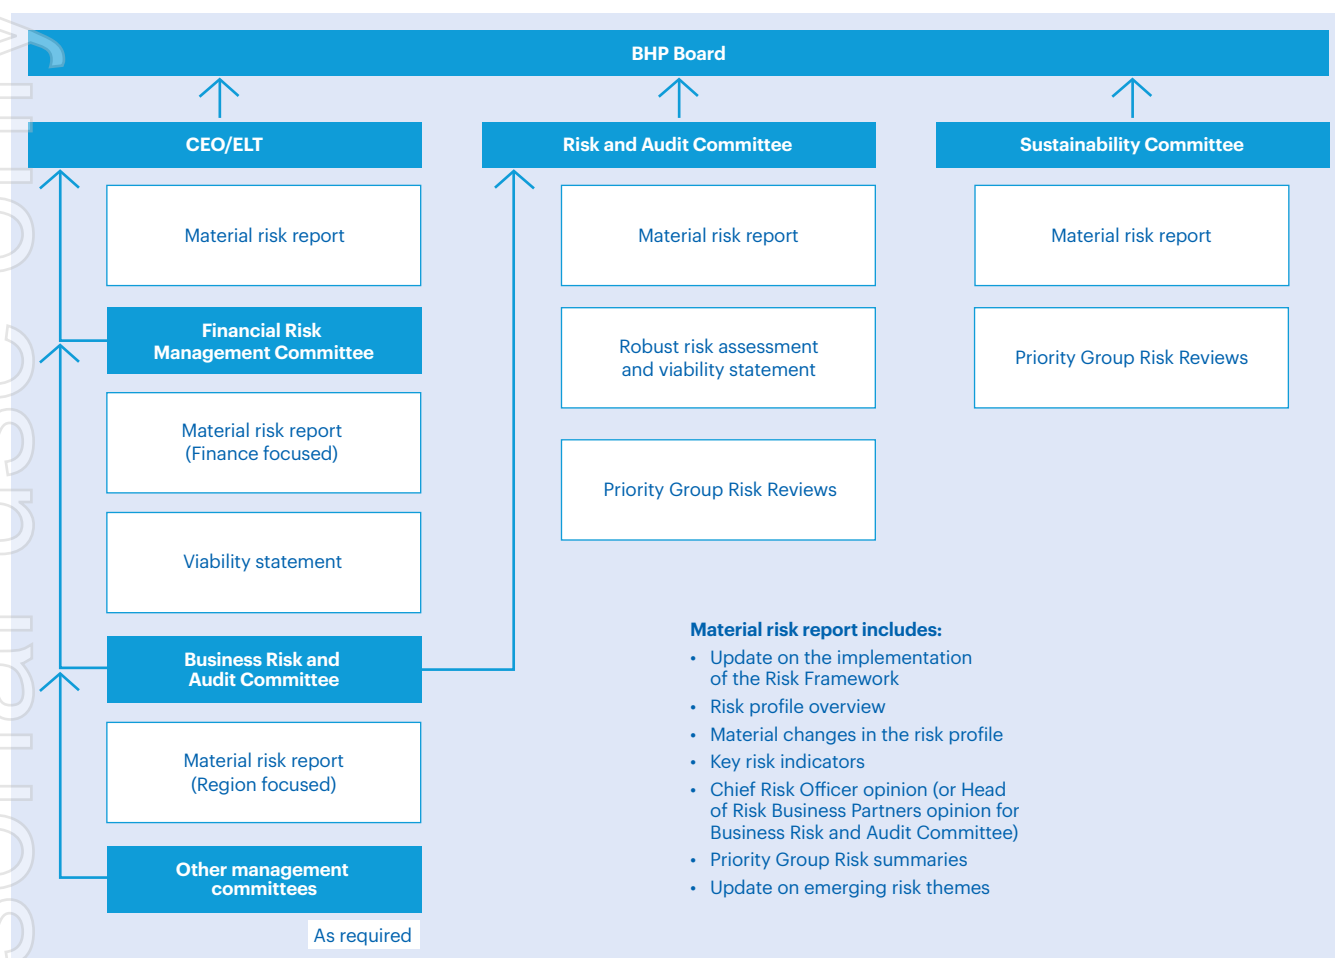 BHP Board
CEO/ELT
Material risk report
Financial Risk
Management Committee
Material risk report
(Finance focused)
Viability statement
Business Risk and
Audit Committee
Material risk report
(Region focused)
Other management
committees
As required
Risk and Audit Committee
Material risk report
Robust risk assessment
and viability statement
Priority Group Risk Reviews
Sustainability Committee
Material risk report
Priority Group Risk Reviews
Material risk report includes:
• Update on the implementation
of the Risk Framework
• Risk profile overview
• Material changes in the risk profile
• Key risk indicators
• Chief Risk Officer opinion (or Head
of Risk Business Partners opinion for
Business Risk and Audit Committee)
• Priority Group Risk summaries
• Update on emerging risk themes